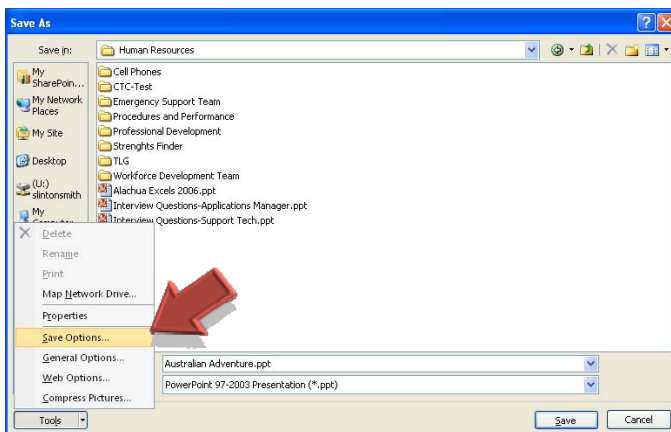 Save As
Save in:
Human Resources
My SharePoin...
My Network Places
My Site
Desktop
(U:) slintonsmith
My
Cell Phones
CTC-Test
Emergency Support Team
Procedures and Performance
Professional Development
Strenghts Finder
TLG
Workforce Development Team
Alachua Excels 2006.ppt
Interview Questions-Applications Manager.ppt
Interview Questions-Support Tech.ppt
Delete
Rename
Print
Map Network Drive...
Properties
Save Options...
General Options...
Web Options...
Compress Pictures...
Australian Adventure.ppt
PowerPoint 97-2003 Presentation (*.ppt)
Tools
Save
Cancel